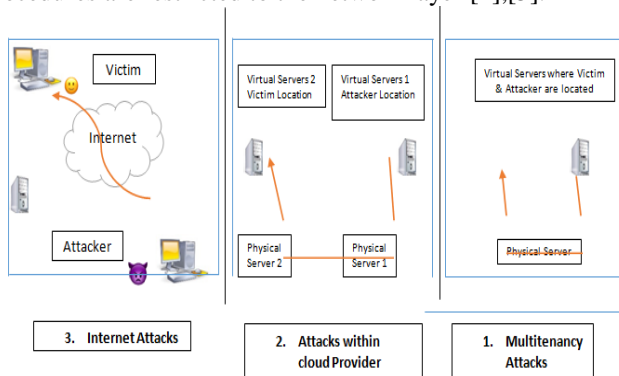 Victim
Internet
Attacker
3. Internet Attacks
Virtual Servers 2
Victim Location
Virtual Servers 1
Attacker Location
Physical
Server 2
Physical
Server 1
2. Attacks within
cloud Provider
Virtual Servers where Victim
& Attacker are located
Physical Server
1. Multitenancy
Attacks